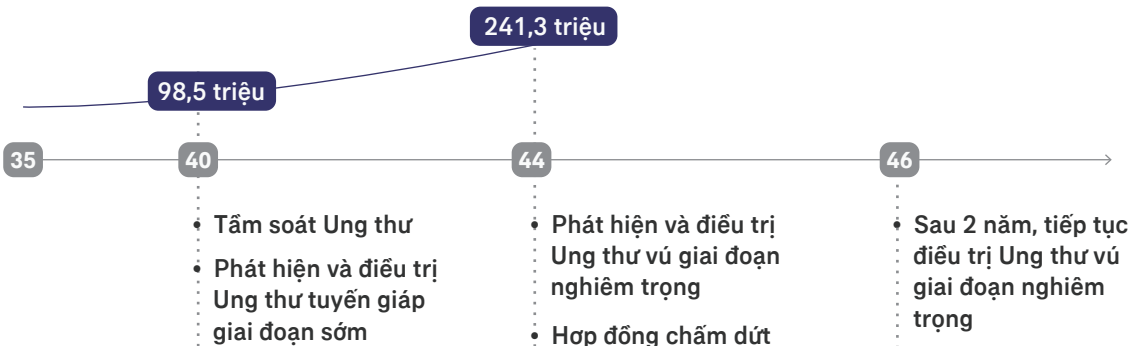 241,3 triệu
98,5 triệu
35
40
44
46
• Tầm soát Ung thư
• Phát hiện và điều trị
Ung thư tuyến giáp
giai đoạn sớm
• Phát hiện và điều trị
Ung thư vú giai đoạn
nghiêm trọng
• Hợp đồng chấm dứt
• Sau 2 năm, tiếp tục
điều trị Ung thư vú
giai đoạn nghiêm
trọng